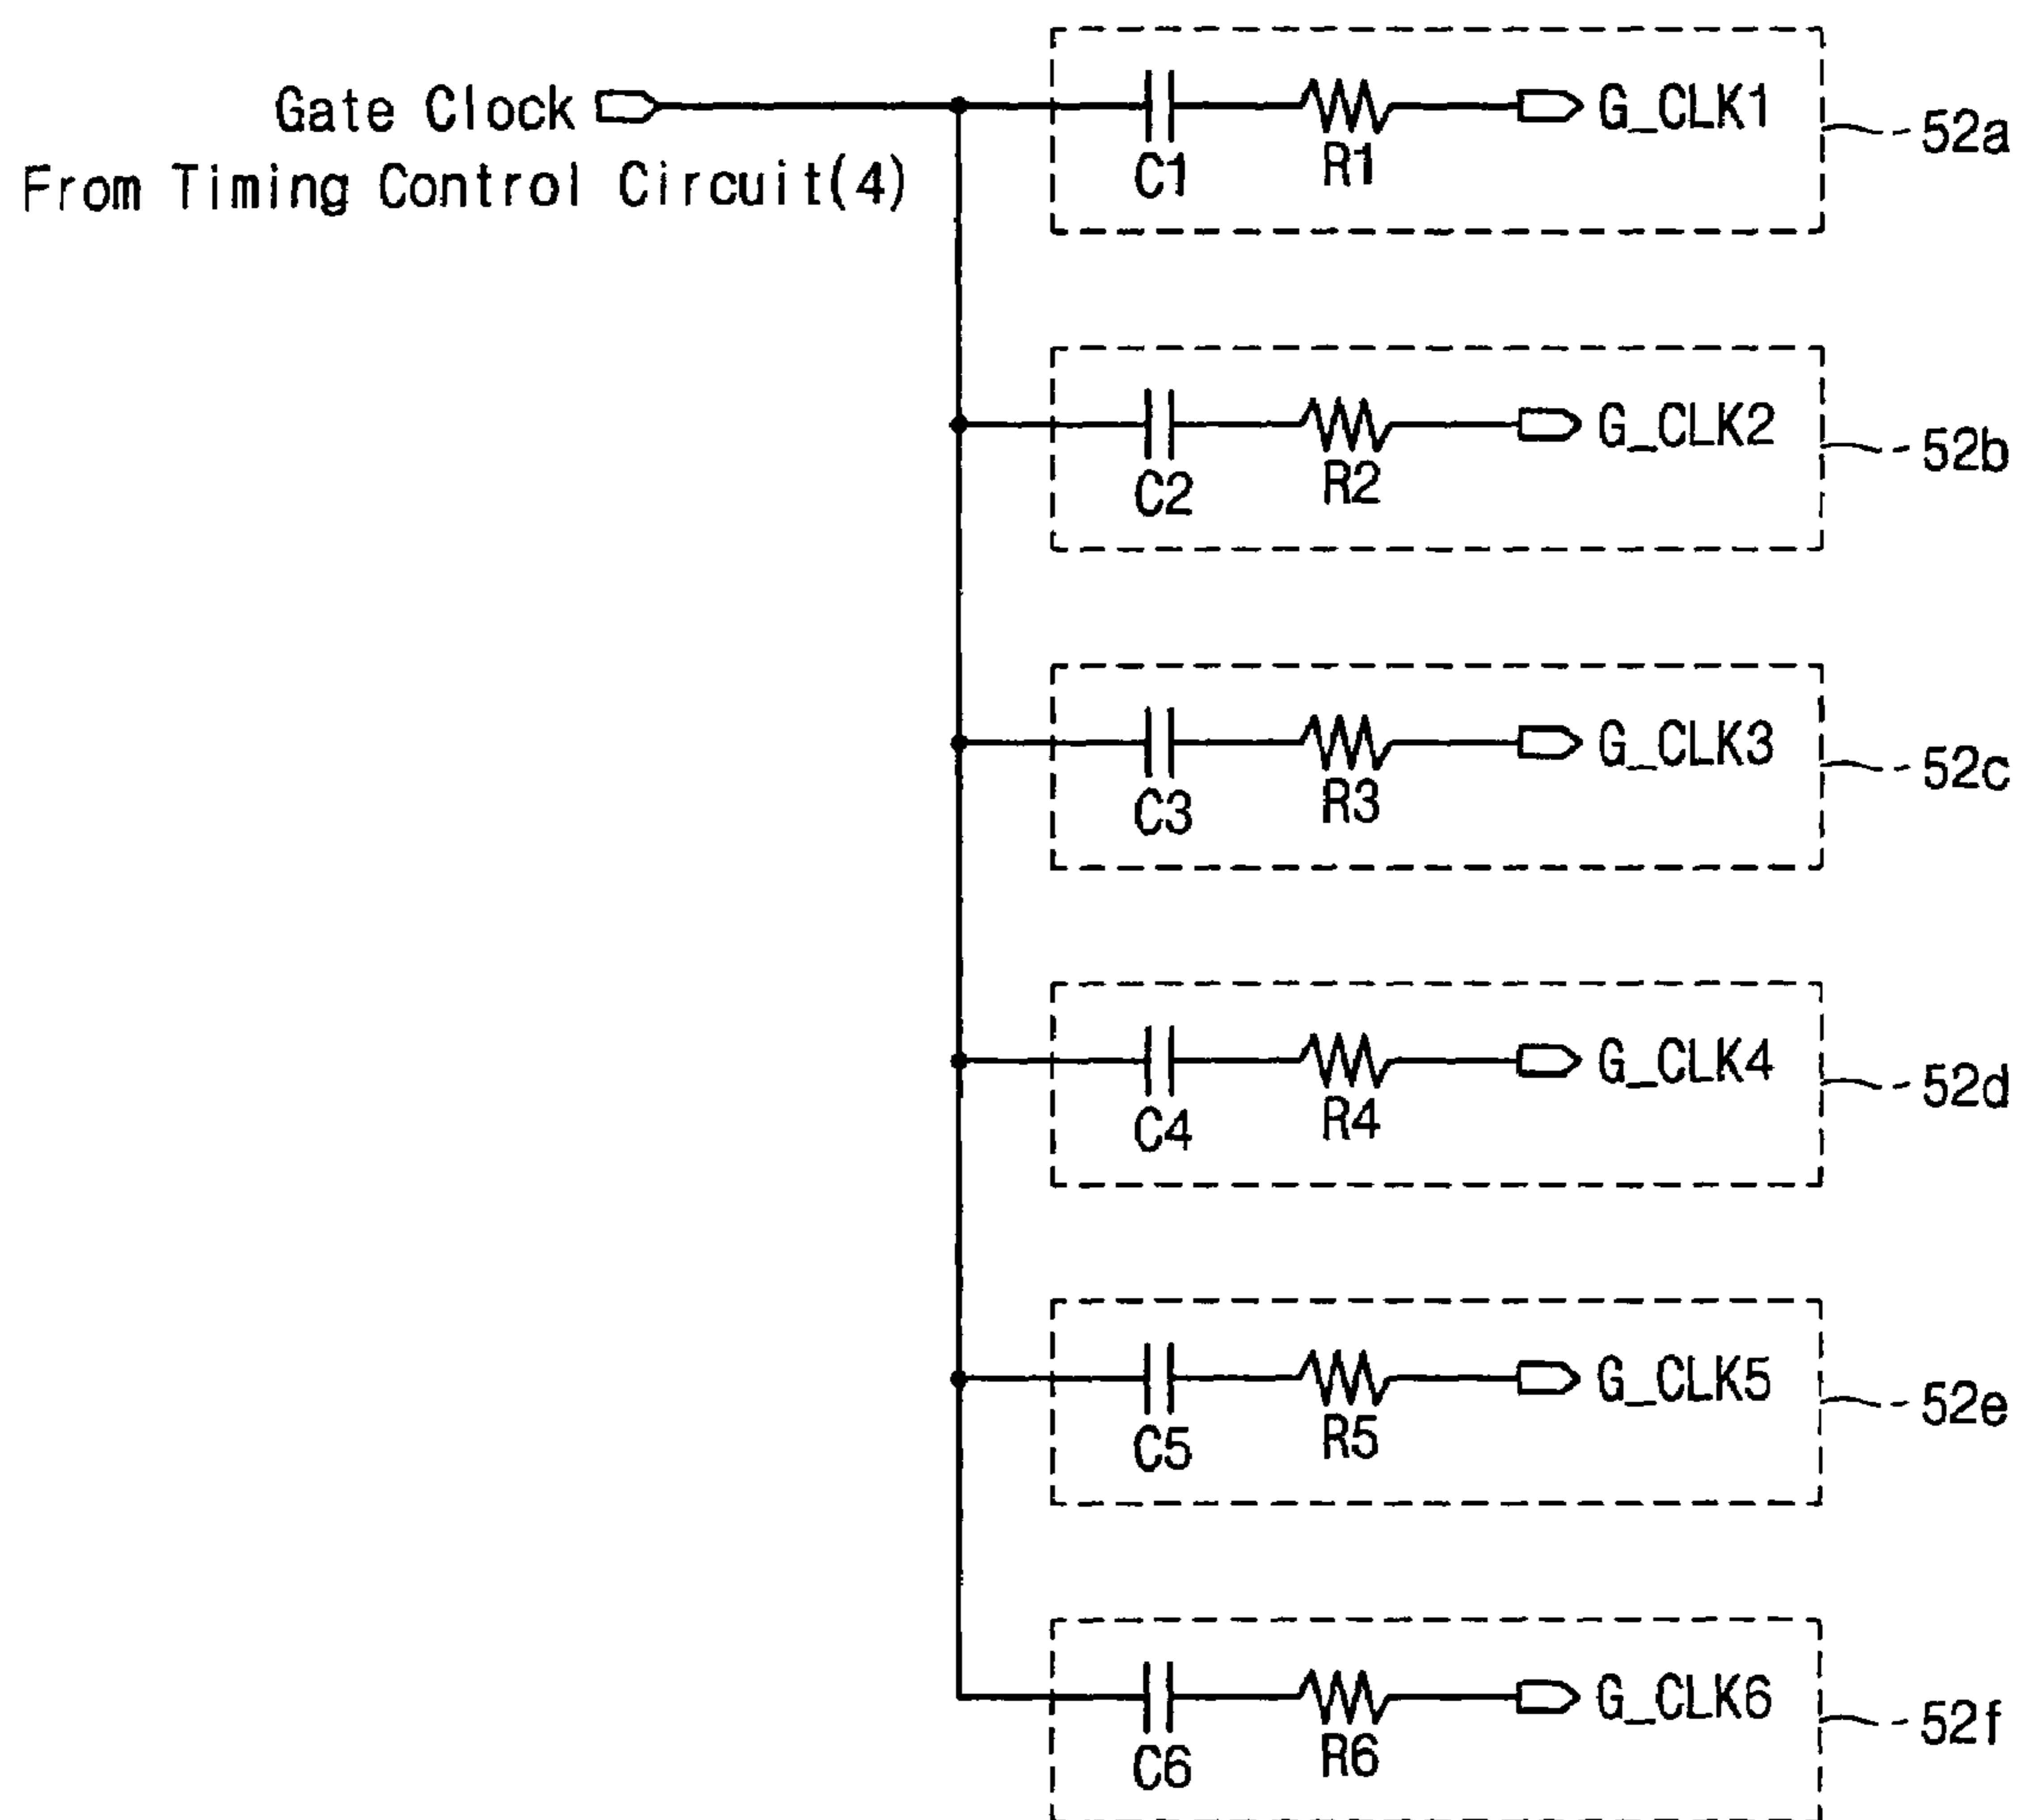 Gate Clock
From Timing Control Circuit(4)
C1
R1
G_CLK1
52a
C2
R2
G_CLK2
52b
C3
R3
G_CLK3
52c
C4
R4
G_CLK4
52d
C5
R5
G_CLK5
52e
C6
R6
G_CLK6
52f